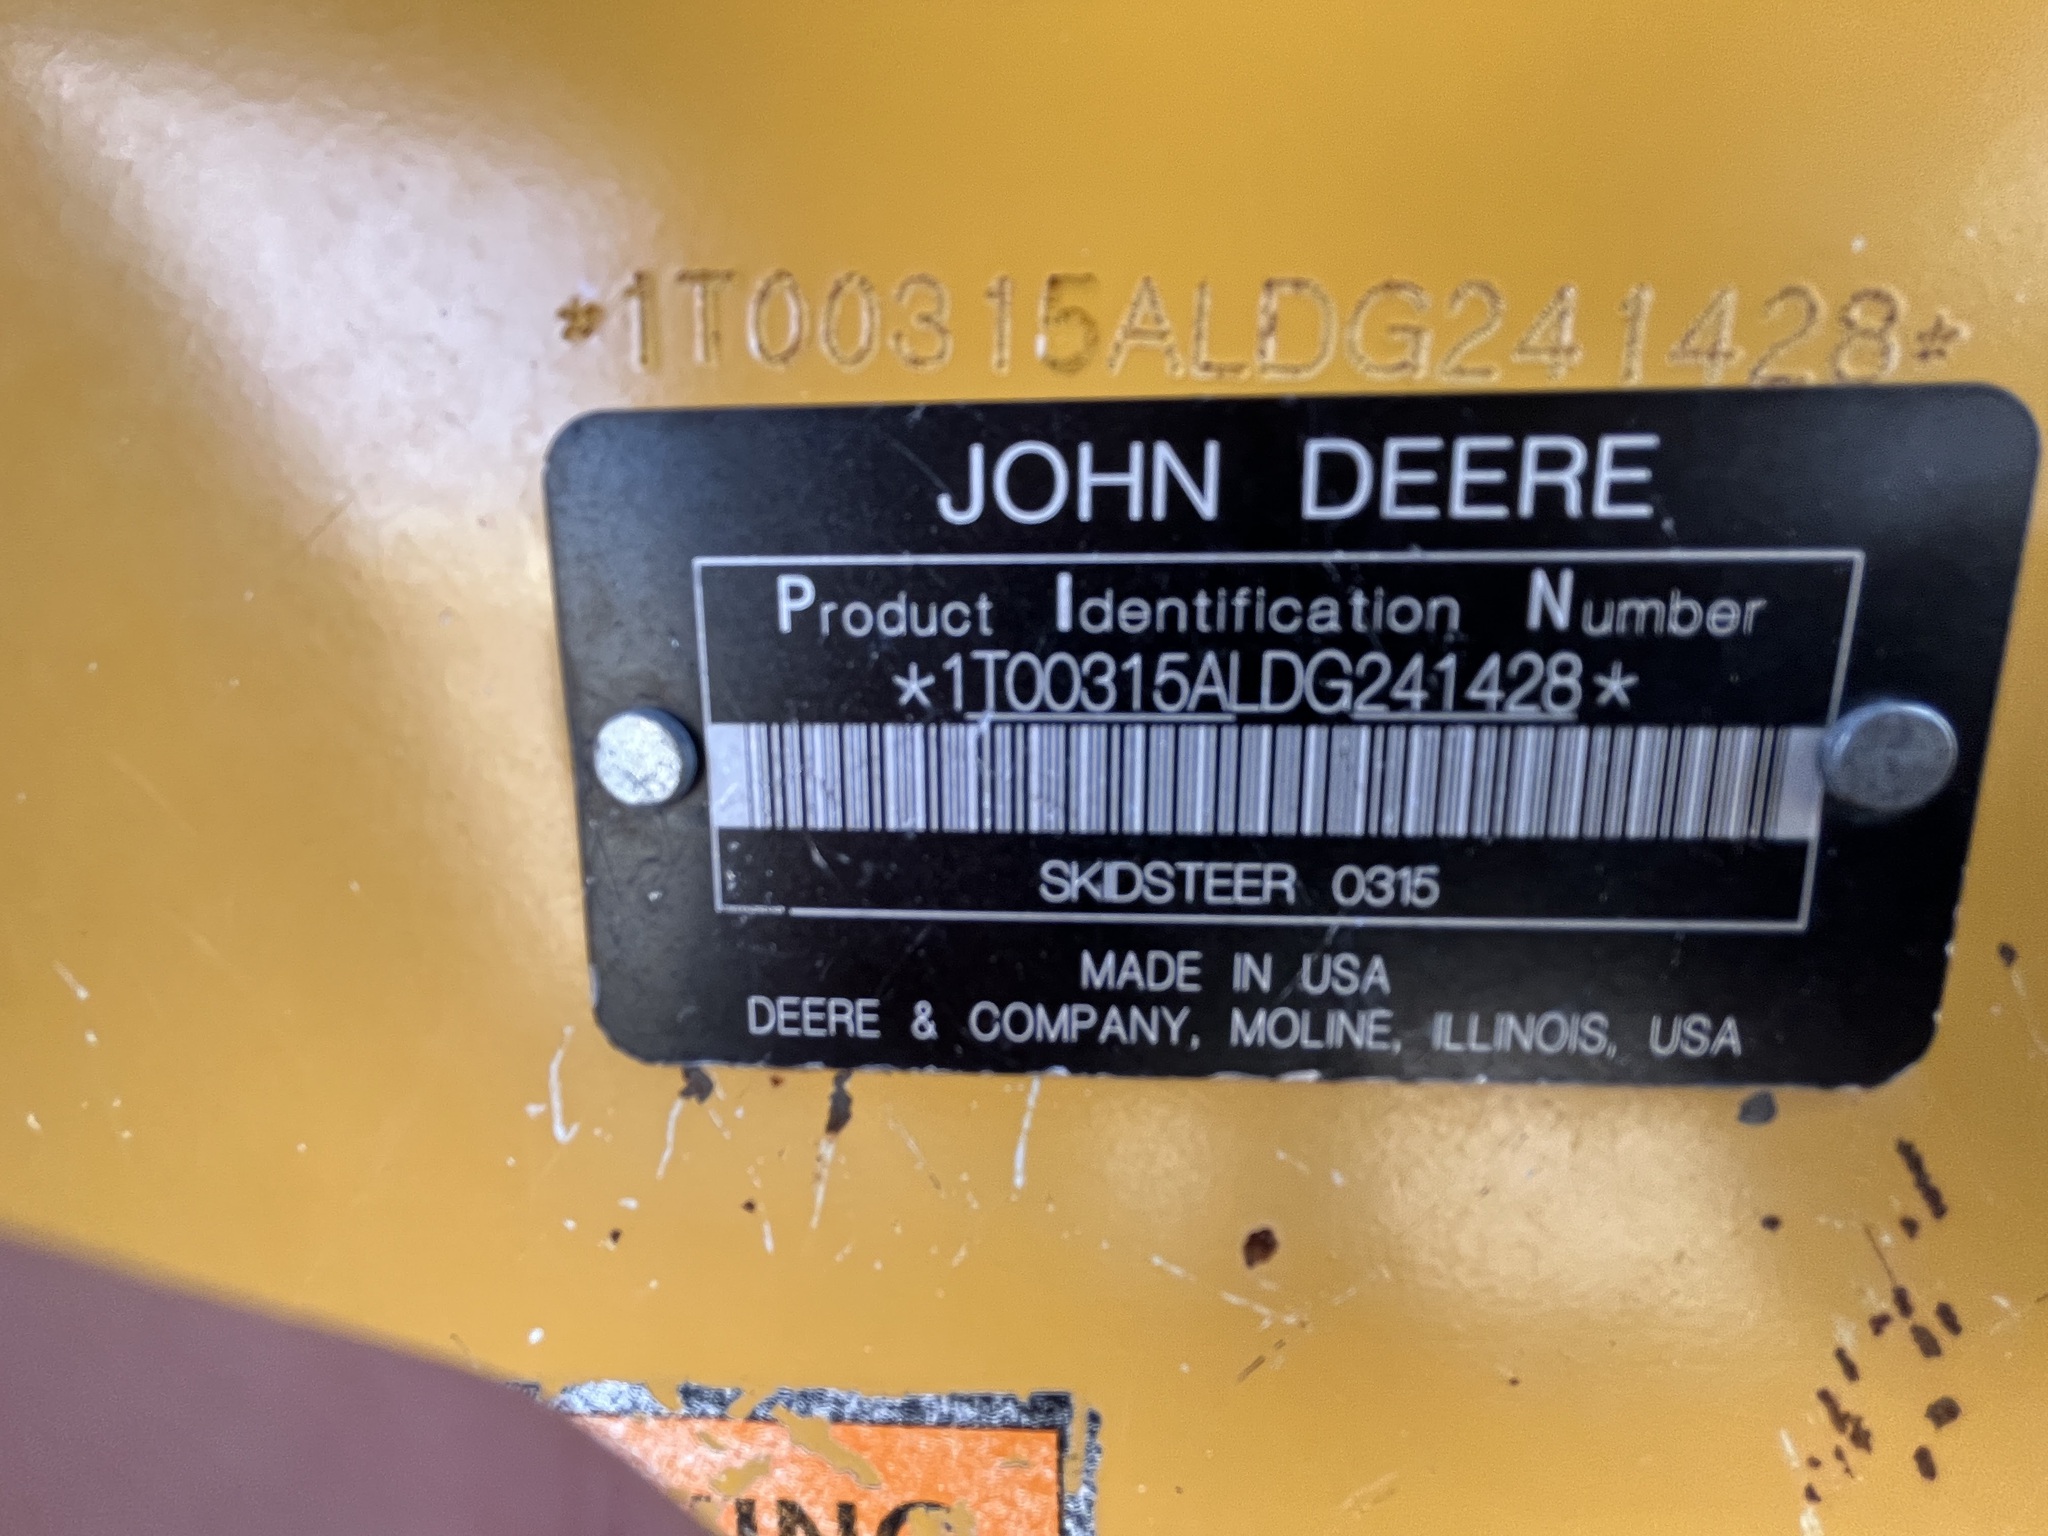 *1T00315ALDG241428*
JOHN DEERE
Product Identification Number
*1T00315ALDG241428*
SKIDSTEER 0315
MADE IN USA
DEERE & COMPANY, MOLINE, ILLINOIS, USA